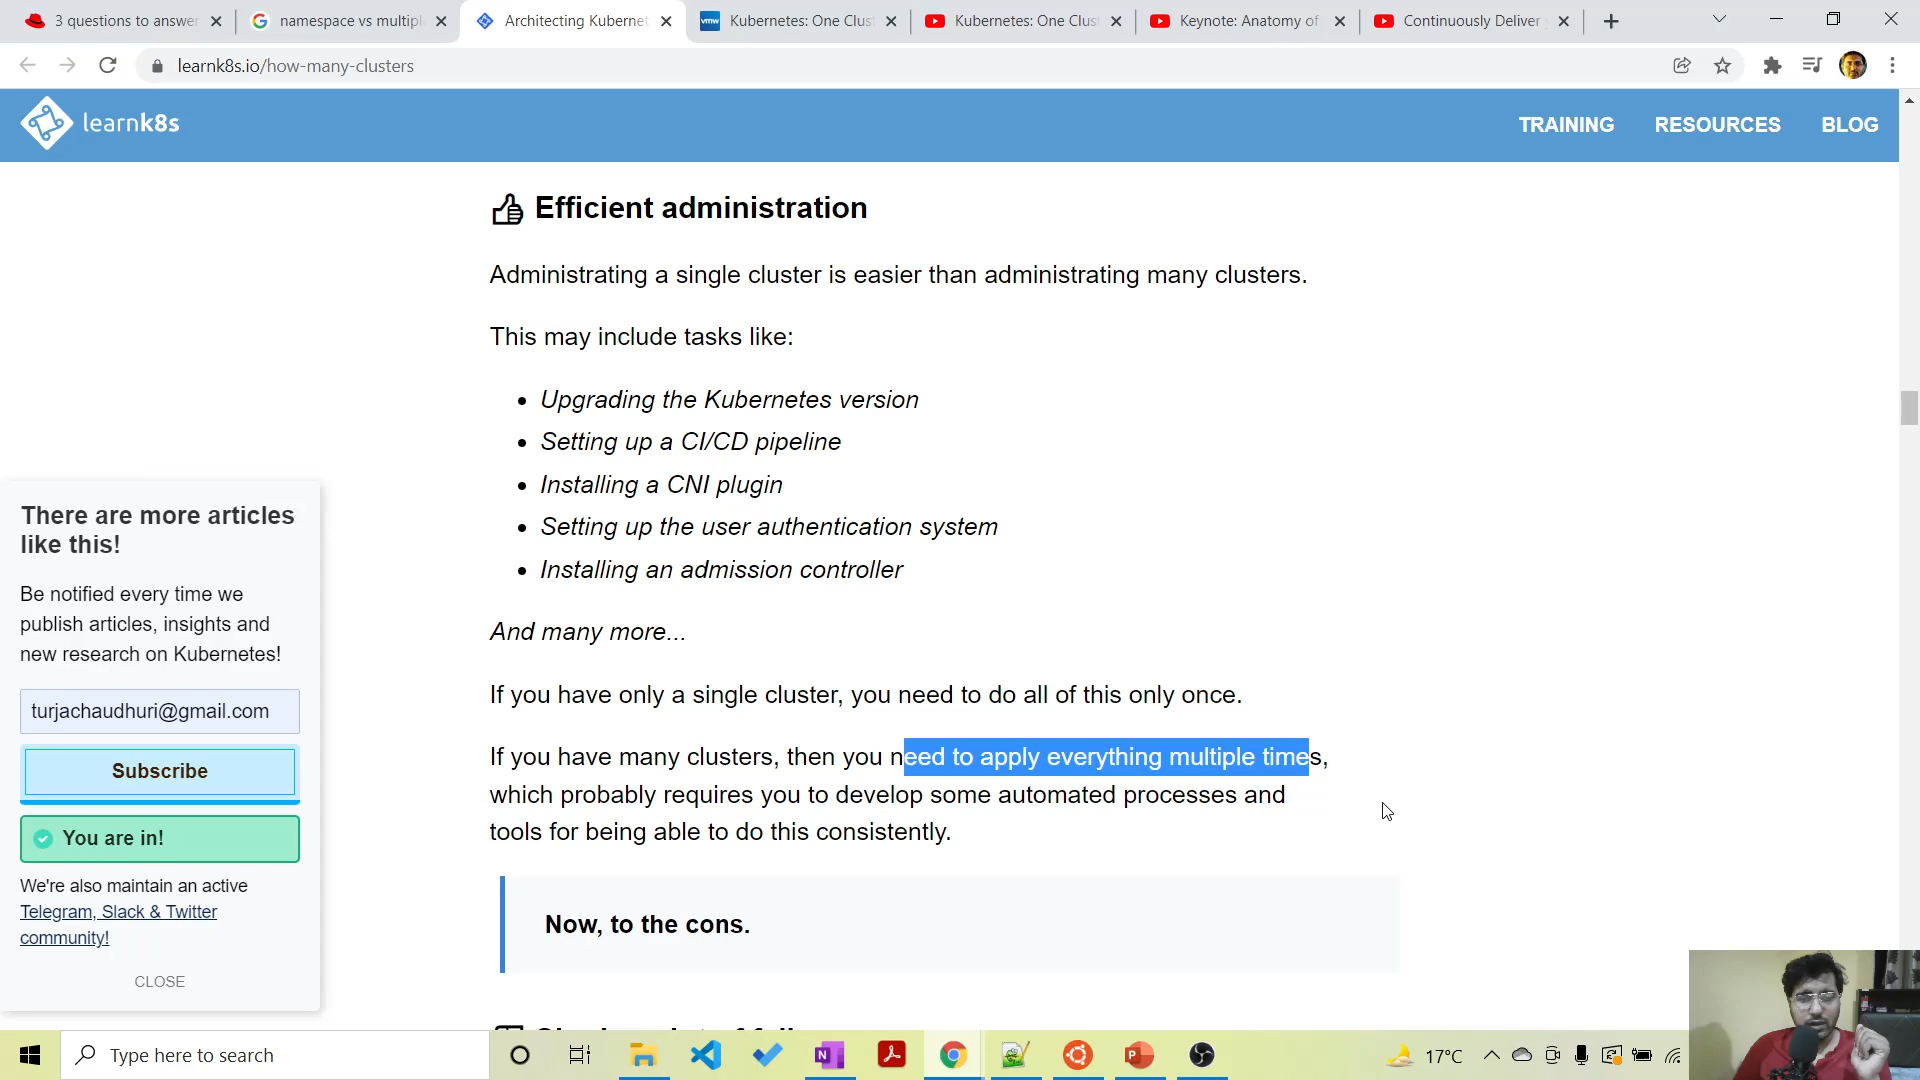 3 questions to answer
namespace vs multipl
Architecting Kubernet
vmw
Kubernetes: One Clus
Kubernetes: One Clus
Keynote: Anatomy of
Continuously Deliver
learnk8s.io/how-many-clusters
learnk8s
TRAINING
RESOURCES
BLOG
Efficient administration
Administrating a single cluster is easier than administrating many clusters.
This may include tasks like:
• Upgrading the Kubernetes version
• Setting up a CI/CD pipeline
• Installing a CNI plugin
• Setting up the user authentication system
• Installing an admission controller
And many more...
If you have only a single cluster, you need to do all of this only once.
If you have many clusters, then you need to apply everything multiple times,
which probably requires you to develop some automated processes and
tools for being able to do this consistently.
Now, to the cons.
There are more articles
like this!
Be notified every time we
publish articles, insights and
new research on Kubernetes!
turjachaudhuri@gmail.com
Subscribe
You are in!
We're also maintain an active
Telegram, Slack & Twitter
community!
CLOSE
Type here to search
17°C